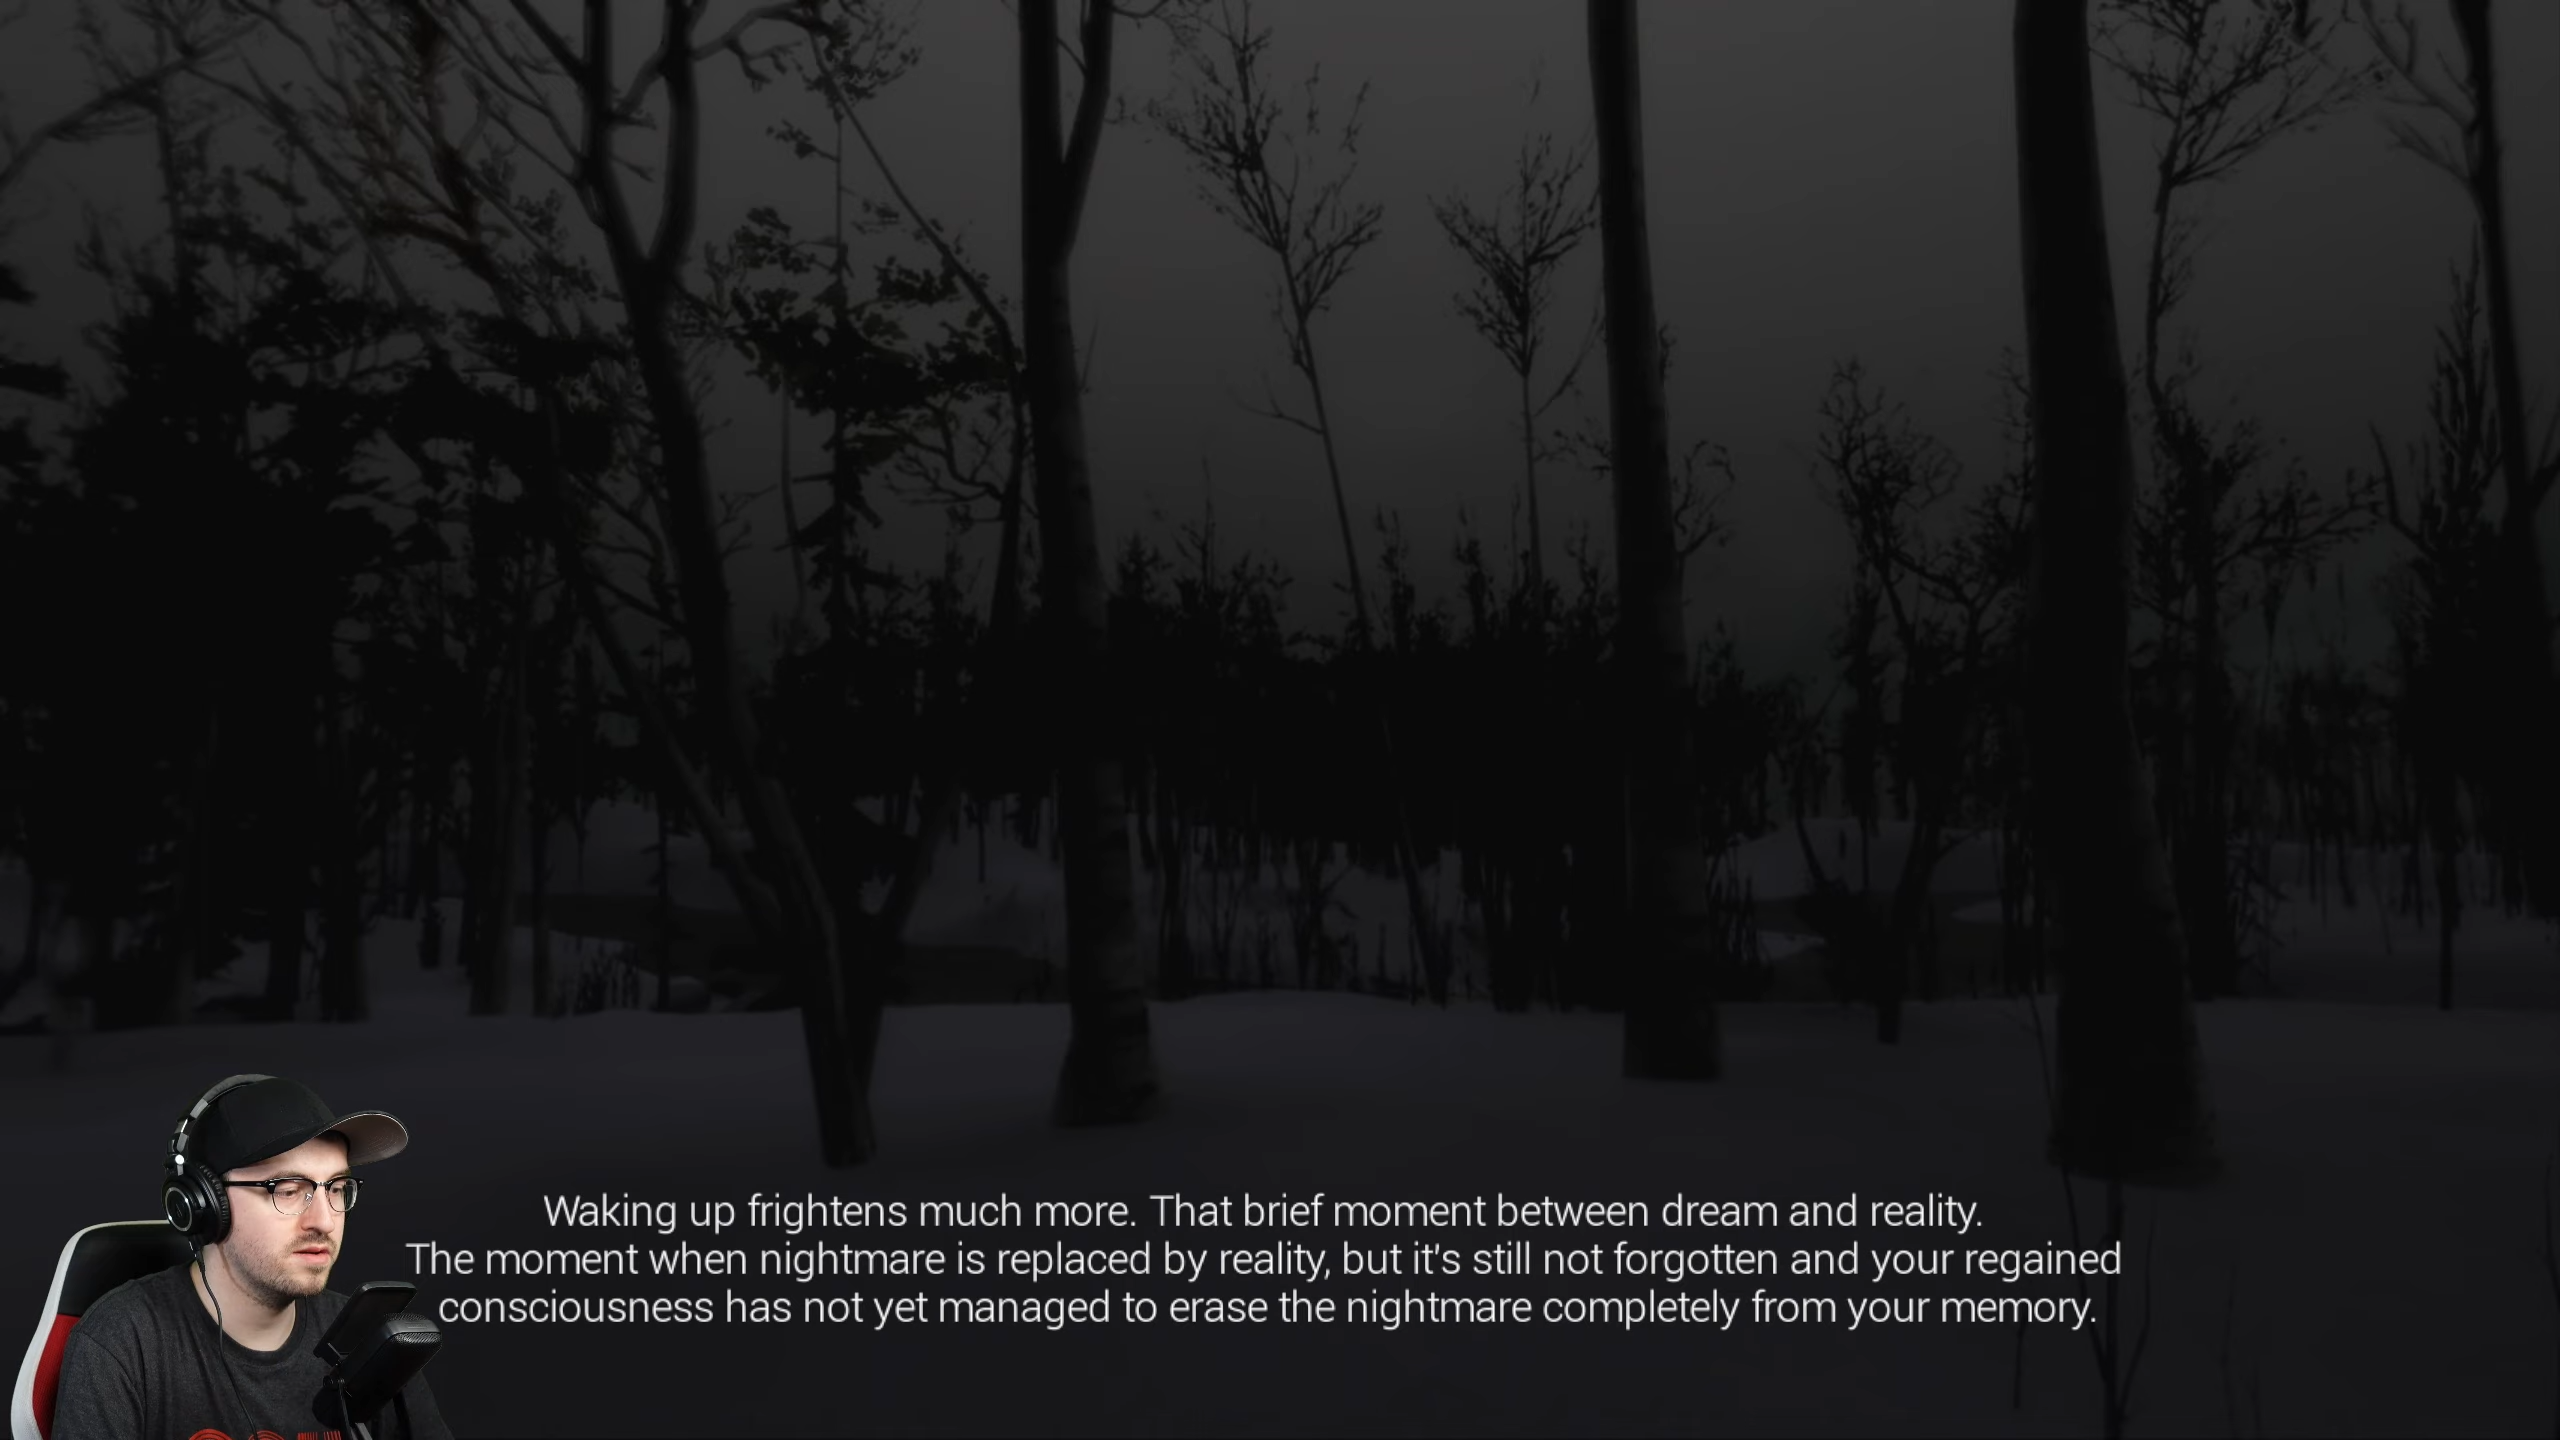 Waking up frightens much more. That brief moment between dream and reality.
The moment when nightmare is replaced by reality, but it's still not forgotten and your regained
consciousness has not yet managed to erase the nightmare completely from your memory.